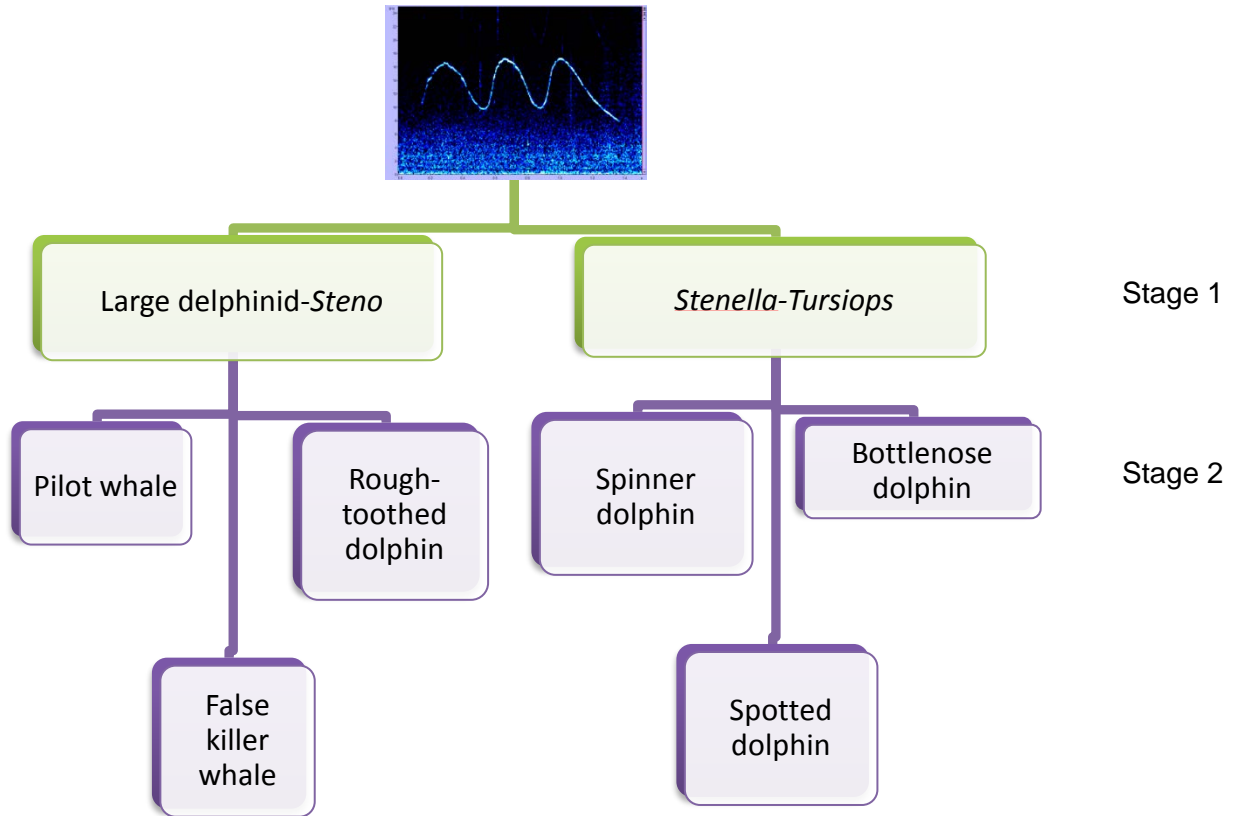 Large delphinid-Steno
Stenella-Tursiops
Stage 1
Pilot whale
Rough-
toothed
dolphin
Spinner
dolphin
Bottlenose
dolphin
Stage 2
False
killer
whale
Spotted
dolphin